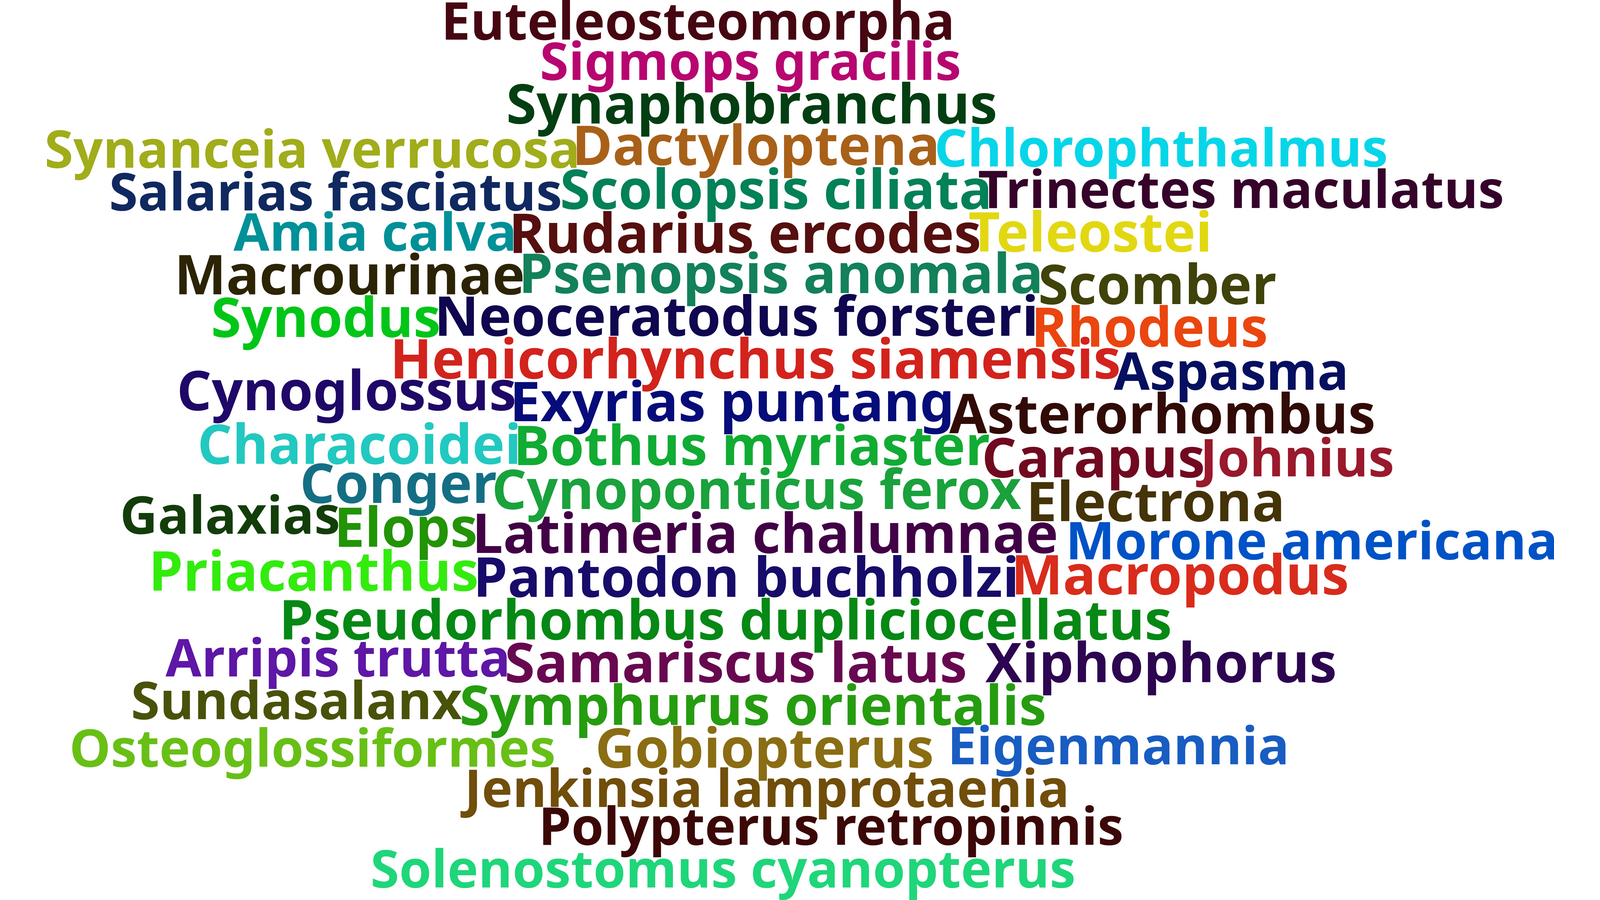 Euteleosteomorpha
Sigmops gracilis
Synaphobranchus
Synanceia verrucosa Dactyloptena Chlorophthalmus
Salarias fasciatus Scolopsis ciliata Trinectes maculatus
Amia calva Rudarius ercodes Teleostei
Macrourinae Psenopsis anomala Scomber
Synodus Neoceratodus forsteri Rhodeus
Henicorhynchus siamensis Aspasma
Cynoglossus Exyrias puntang Asterorhombus
Characoidei Bothus myriaster Carapus Johnius
Conger Cynoponticus ferox Electrona
Galaxias Elops Latimeria chalumnae Morone americana
Priacanthus Pantodon buchholzi Macropodus
Pseudorhombus dupliciocellatus
Arripis trutta Samariscus latus Xiphophorus
Sundasalanx Symphurus orientalis
Osteoglossiformes Gobiopterus Eigenmannia
Jenkinsia lamprotaenia
Polypterus retropinnis
Solenostomus cyanopterus